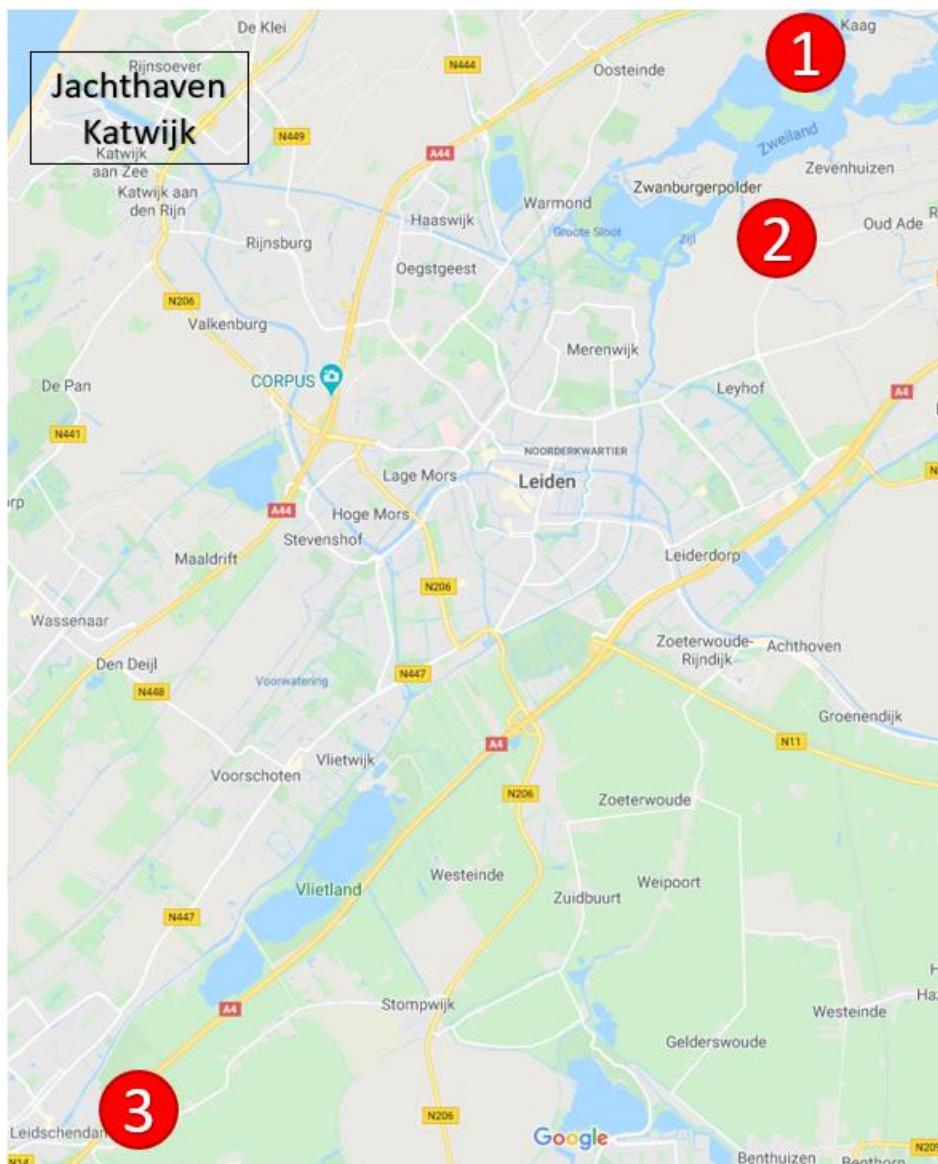 De Klei
Kaag
1
Rijnsoever
N444
Oosteinde
Jachthaven
Katwijk
N449
Zweiland
A44
Katwijk
aan Zee
Zevenhuizen
Katwijk aan
den Rijn
Zwanburgerpolder
Warmond
Haaswijk
Groote Sloot
Oud Ade
Zijl
2
Rijnsburg
Oegstgeest
N206
Valkenburg
Merenwijk
CORPUS
De Pan
Leyhof
A4
N441
NOORDERKWARTIER
Lage Mors
Leiden
A44
Hoge Mors
Stevenshof
Maaldrift
Leiderdorp
N206
Wassenaar
Zoeterwoude-
Rijndijk
Achthoven
Den Deijl
N448
Voorwatering
N447
Groenendijk
A4
N11
Vlietwijk
Voorschoten
N206
Zoeterwoude
Westeinde
Weipoort
Vlietland
Zuidbuurt
N447
A4
Stompwijk
Westeinde
Gelderswoude
3
Leidschendam
N206
Google
N209
Benthuizen
Benthorn
N14